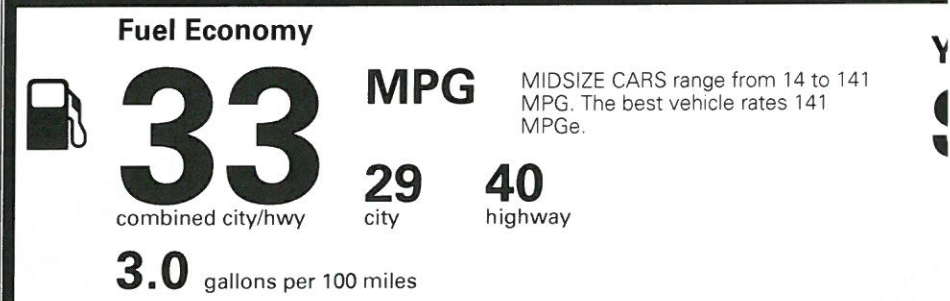 Fuel Economy
33 MPG
MIDSIZE CARS range from 14 to 141
MPG. The best vehicle rates 141
MPGe.
combined city/hwy
29
city
40
highway
3.0 gallons per 100 miles